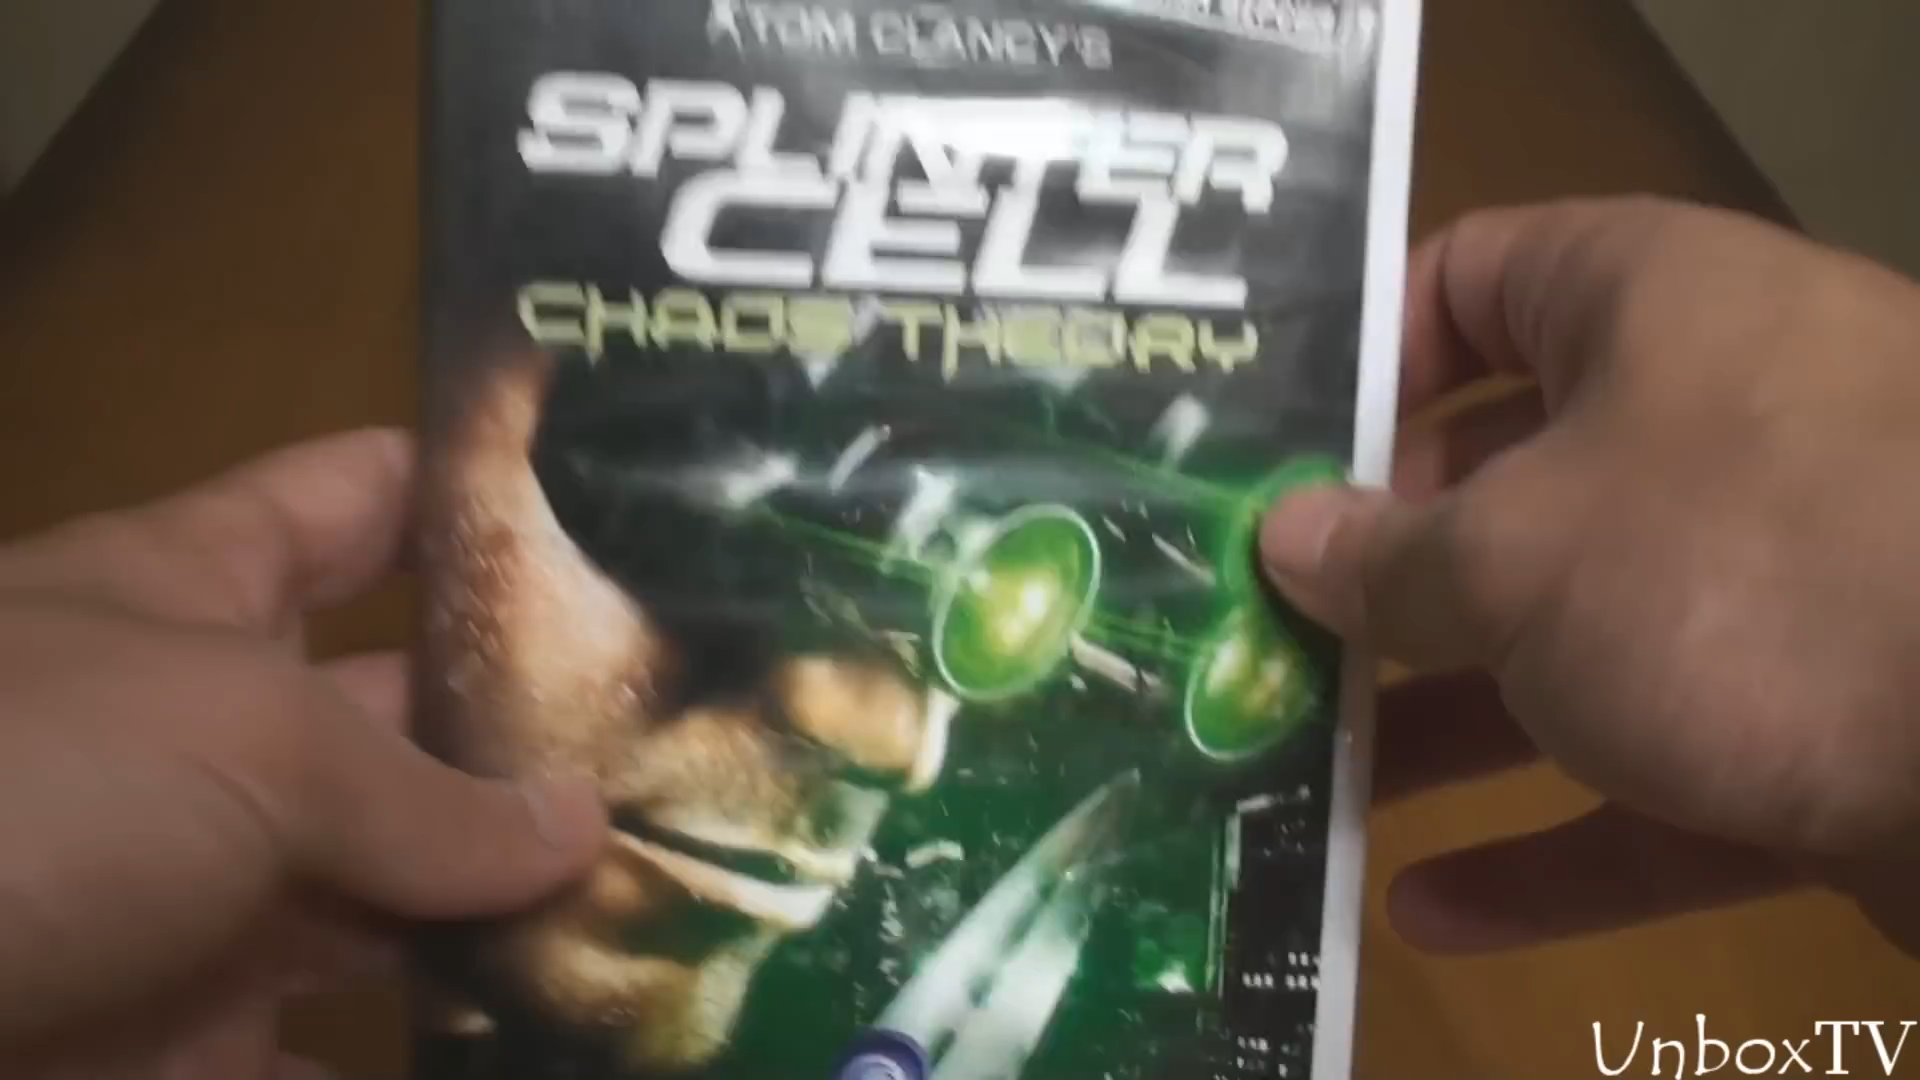 TOM CLANCY'S
SPLINTER
CELL
CHAOS THEORY
UnboxTV